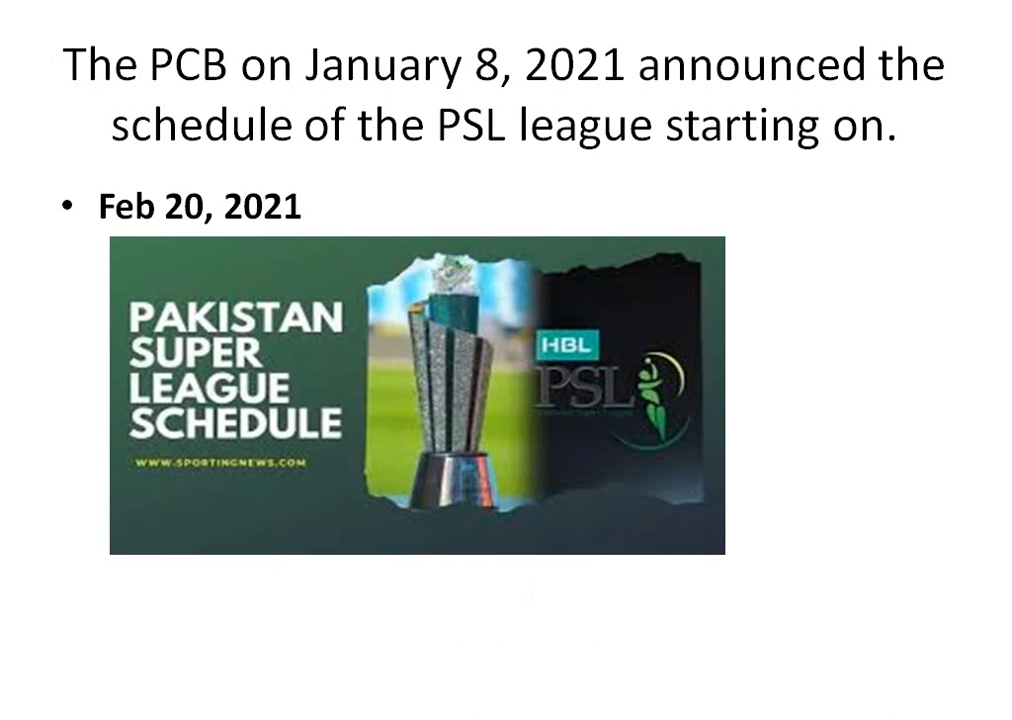 The PCB on January 8, 2021 announced the
schedule of the PSL league starting on.
• Feb 20, 2021
PAKISTAN
SUPER
LEAGUE
SCHEDULE
WWW.SPORTINGNEWS.COM
HBL
PSL